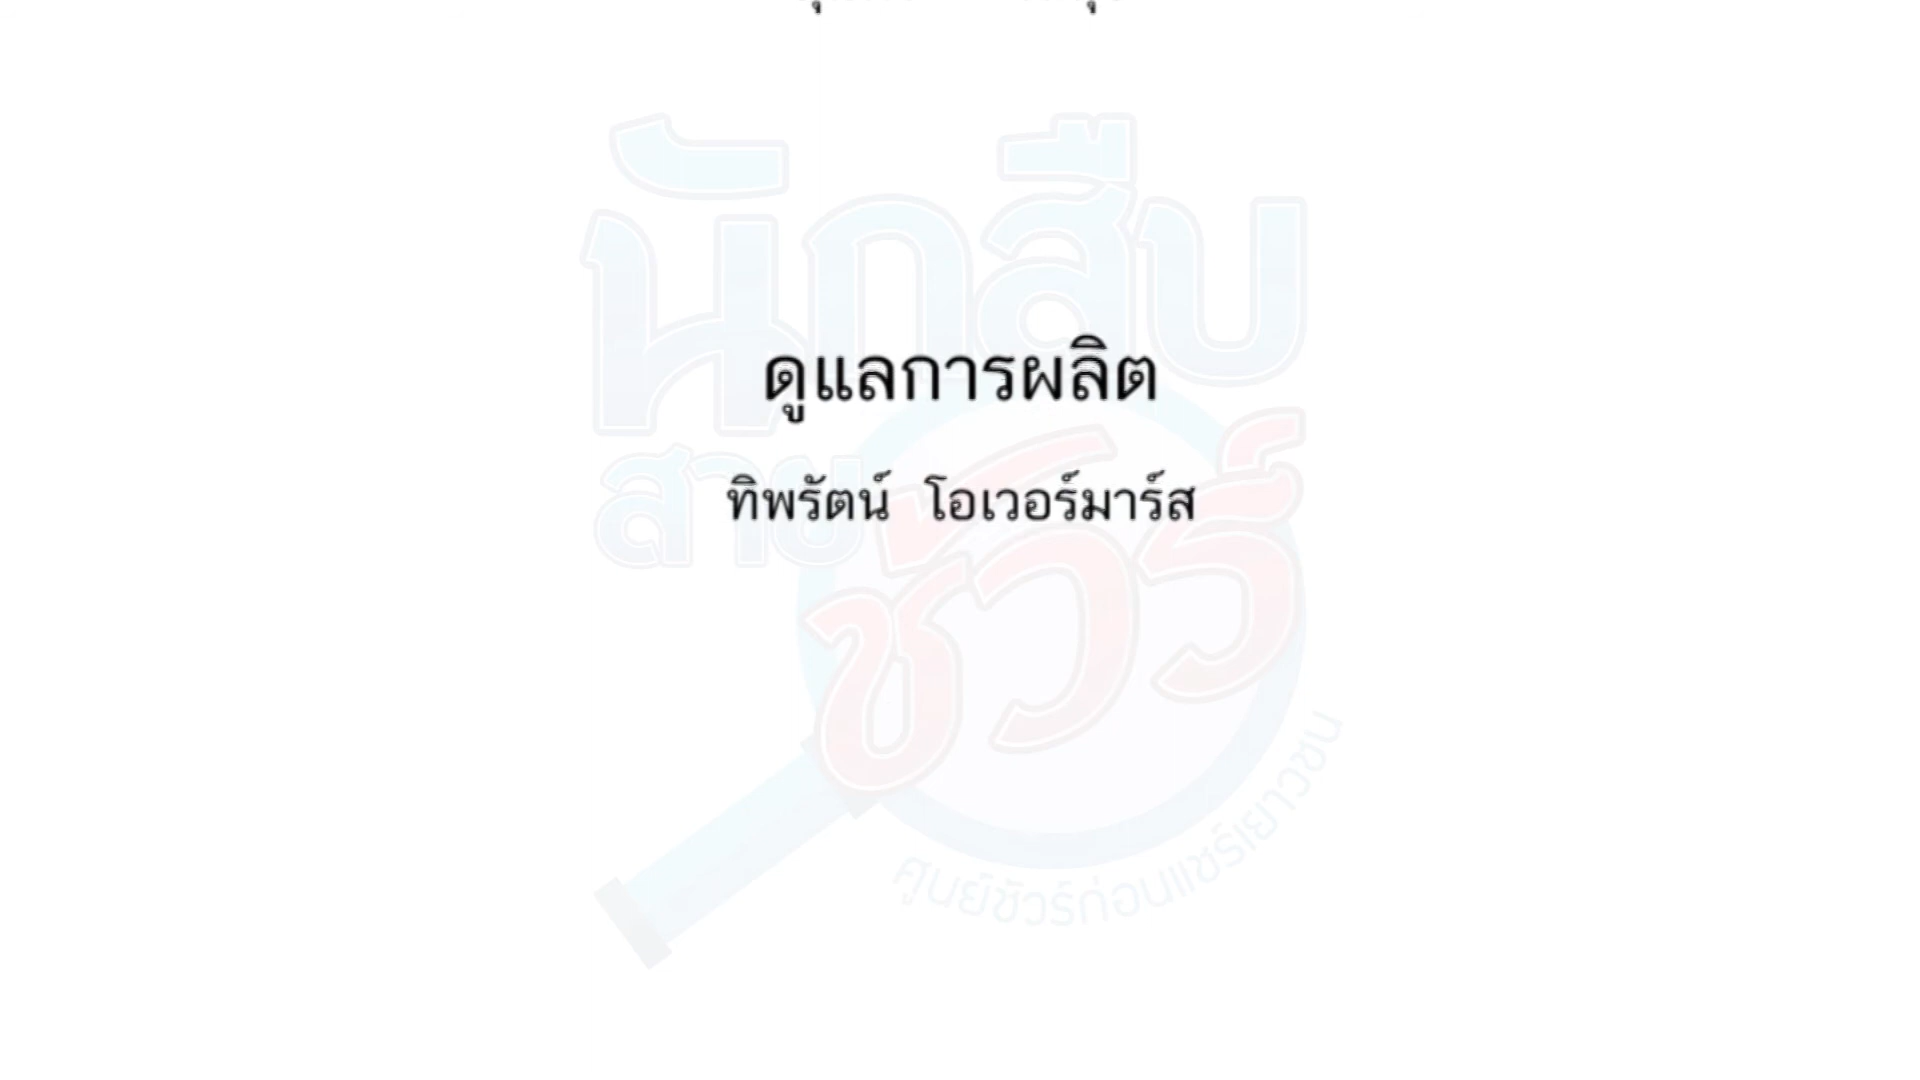 ดูแลการผลิต
ทิพรัตน์ โอเวอร์มาร์ส
นักสืบ
สาย
ชัวร์
ศูนย์ชัวร์ก่อนแชร์เยาวชน